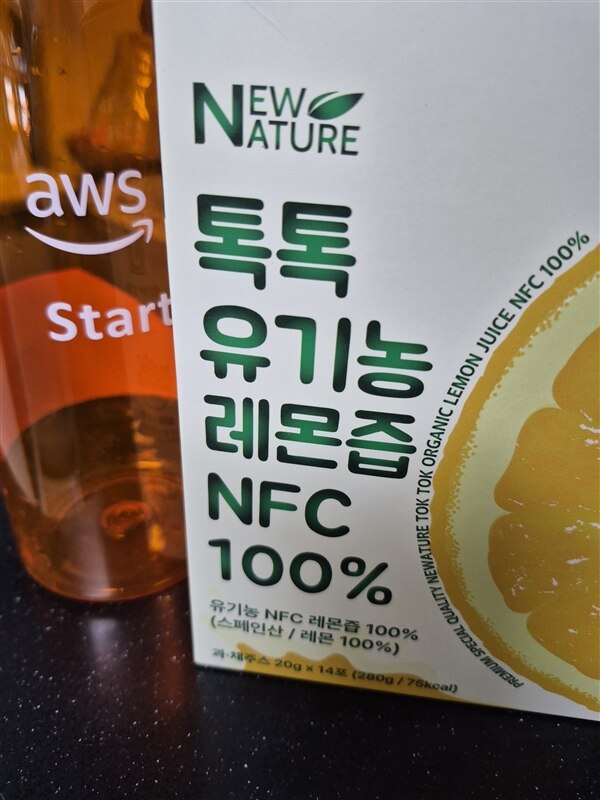 aws
Start
NEW
NATURE
톡톡
유기농
레몬즙
NFC
100%
유기농 NFC 레몬즙 100%
(스페인산 / 레몬 100%)
과·채주스 20g x 14포 (280g / 75kcal)
PREMIUM SPECIAL QUALITY NEWATURE TOK TOK ORGANIC LEMON JUICE NFC 100%